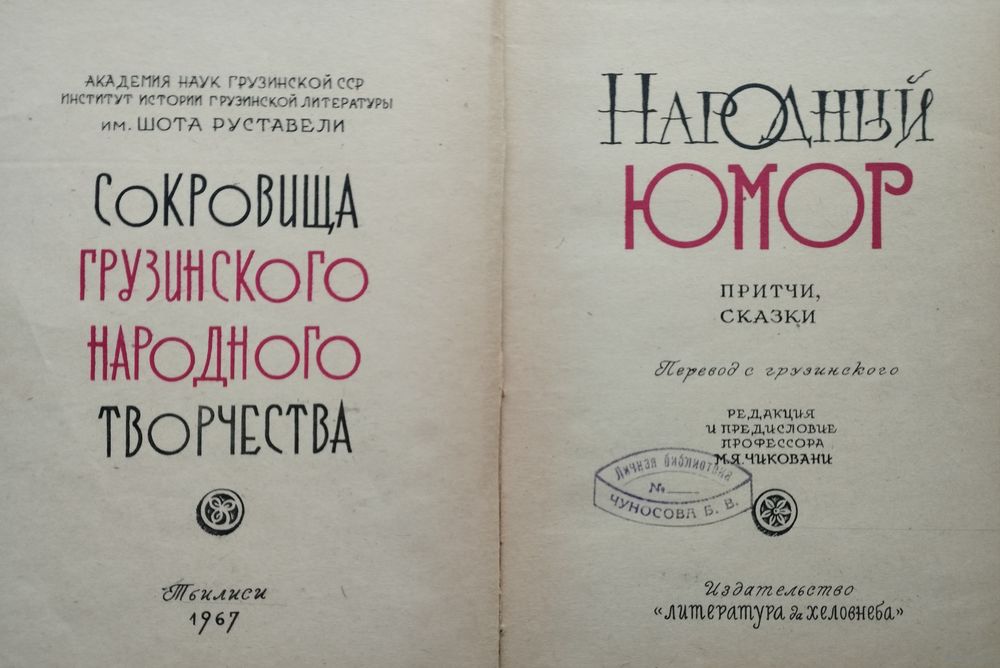 АКАДЕМИЯ НАУК ГРУЗИНСКОЙ ССР
ИНСТИТУТ ИСТОРИИ ГРУЗИНСКОЙ ЛИТЕРАТУРЫ
ИМ. ШОТА РУСТАВЕЛИ
СОКРОВИЩА
ГРУЗИНСКОГО
НАРОДНОГО
ТВОРЧЕСТВА
Тбилиси
1967
НАРОДНЫЙ
ЮМОР
ПРИТЧИ,
СКАЗКИ
Перевод с грузинского
РЕДАКЦИЯ
И ПРЕДИСЛОВИЕ
ПРОФЕССОРА
М.Я.ЧИКОВАНИ
Личная библиотека
№
ЧУНОСОВА Б. В.
Издательство
«ЛИТЕРАТУРА да ХЕЛОВНЕБА»